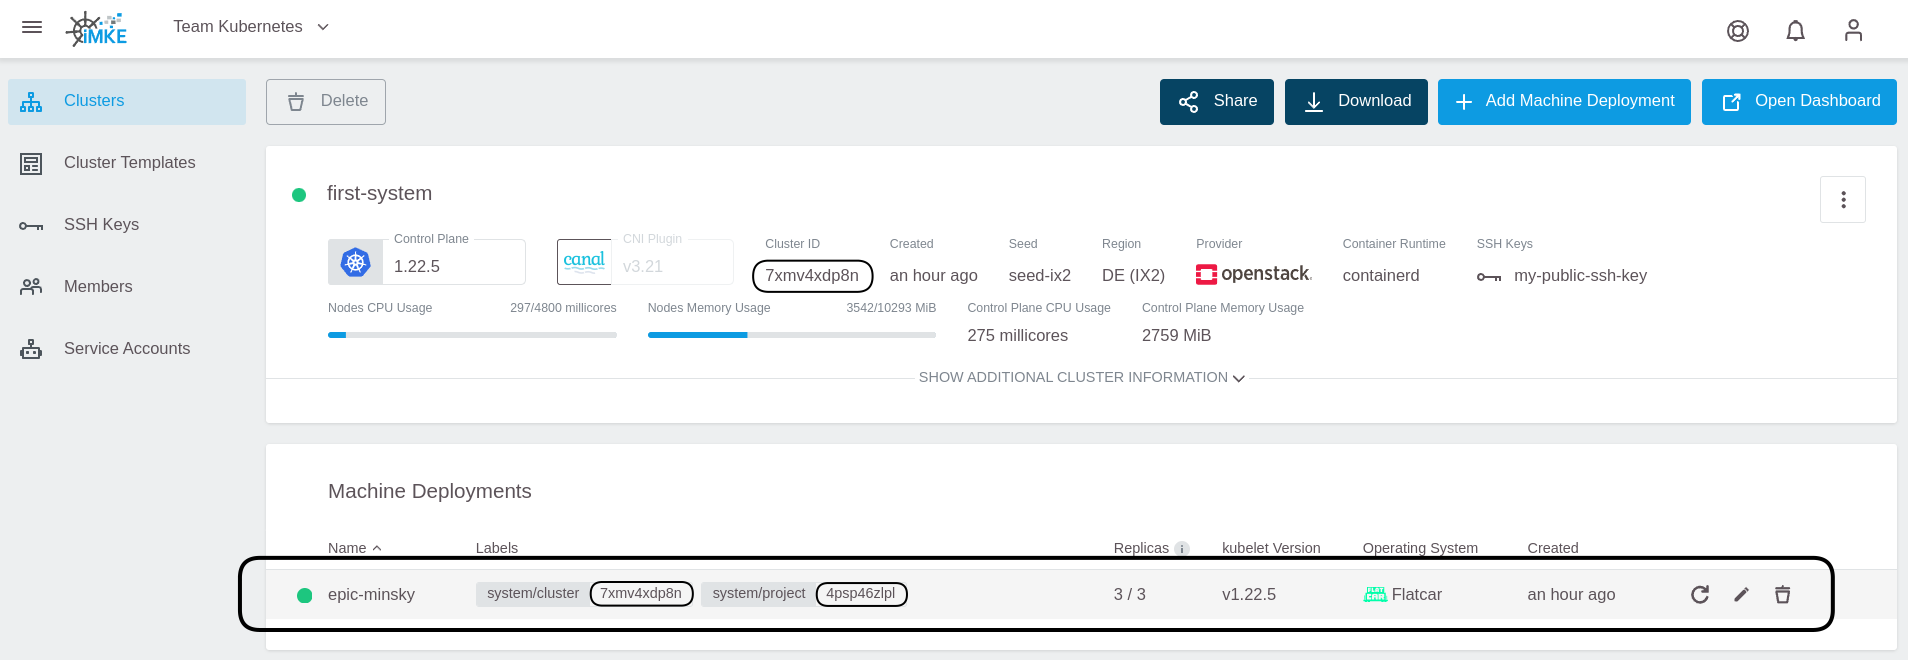 iMKE Team Kubernetes
Clusters
Cluster Templates
SSH Keys
Members
Service Accounts
Delete Share Download Add Machine Deployment Open Dashboard
first-system
Control Plane CNI Plugin Cluster ID Created Seed Region Provider Container Runtime SSH Keys
1.22.5 canal v3.21 7xmv4xdp8n an hour ago seed-ix2 DE (IX2) openstack. containerd my-public-ssh-key
Nodes CPU Usage 297/4800 millicores Nodes Memory Usage 3542/10293 MiB Control Plane CPU Usage Control Plane Memory Usage
275 millicores 2759 MiB
SHOW ADDITIONAL CLUSTER INFORMATION
Machine Deployments
Name Labels Replicas i kubelet Version Operating System Created
epic-minsky system/cluster 7xmv4xdp8n system/project 4psp46zlpl 3 / 3 v1.22.5 Flatcar an hour ago